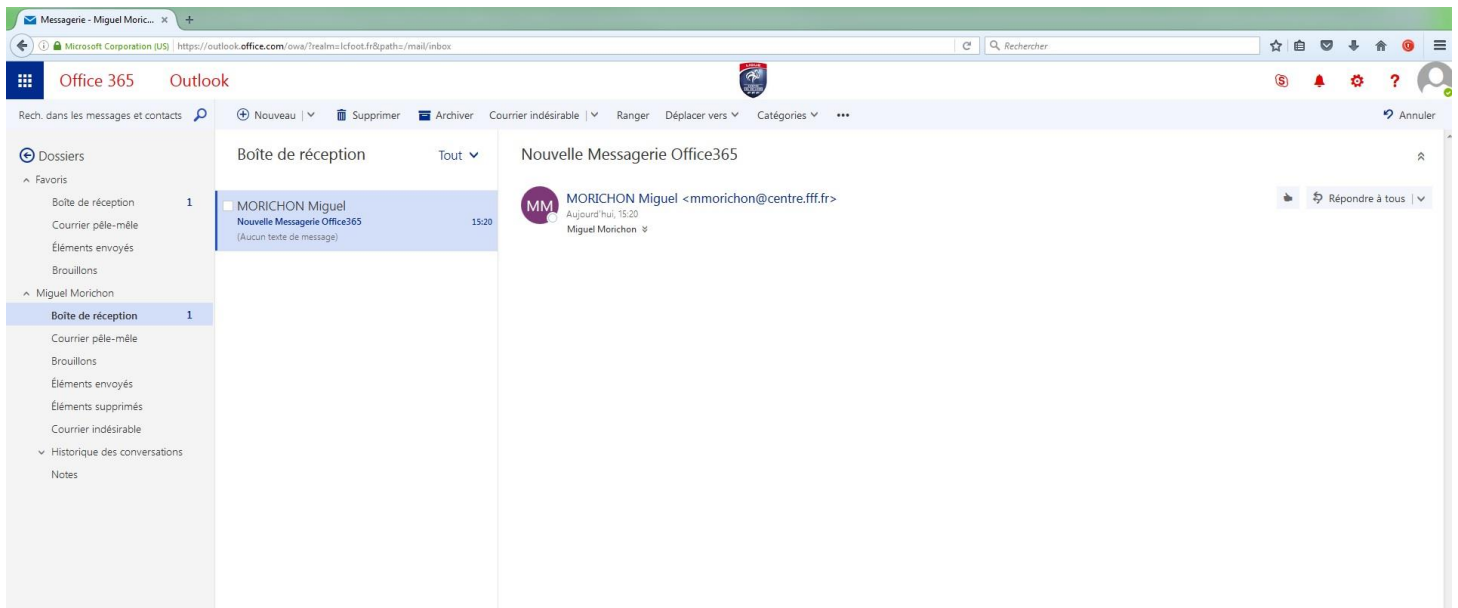 Messagerie - Miguel Moric...
Microsoft Corporation (US) https://outlook.office.com/owa/?realm=lcfoot.fr&path=/mail/inbox
Rechercher
Office 365 Outlook
Rech. dans les messages et contacts
Nouveau Supprimer Archiver Courrier indésirable Ranger Déplacer vers Catégories ••• Annuler
Dossiers
Favoris
Boîte de réception 1
Courrier pêle-mêle
Éléments envoyés
Brouillons
Miguel Morichon
Boîte de réception 1
Courrier pêle-mêle
Brouillons
Éléments envoyés
Éléments supprimés
Courrier indésirable
Historique des conversations
Notes
Boîte de réception Tout
MORICHON Miguel
Nouvelle Messagerie Office365 15:20
(Aucun texte de message)
Nouvelle Messagerie Office365
MM
MORICHON Miguel <mmorichon@centre.fff.fr>
Aujourd'hui, 15:20
Miguel Morichon
Répondre à tous